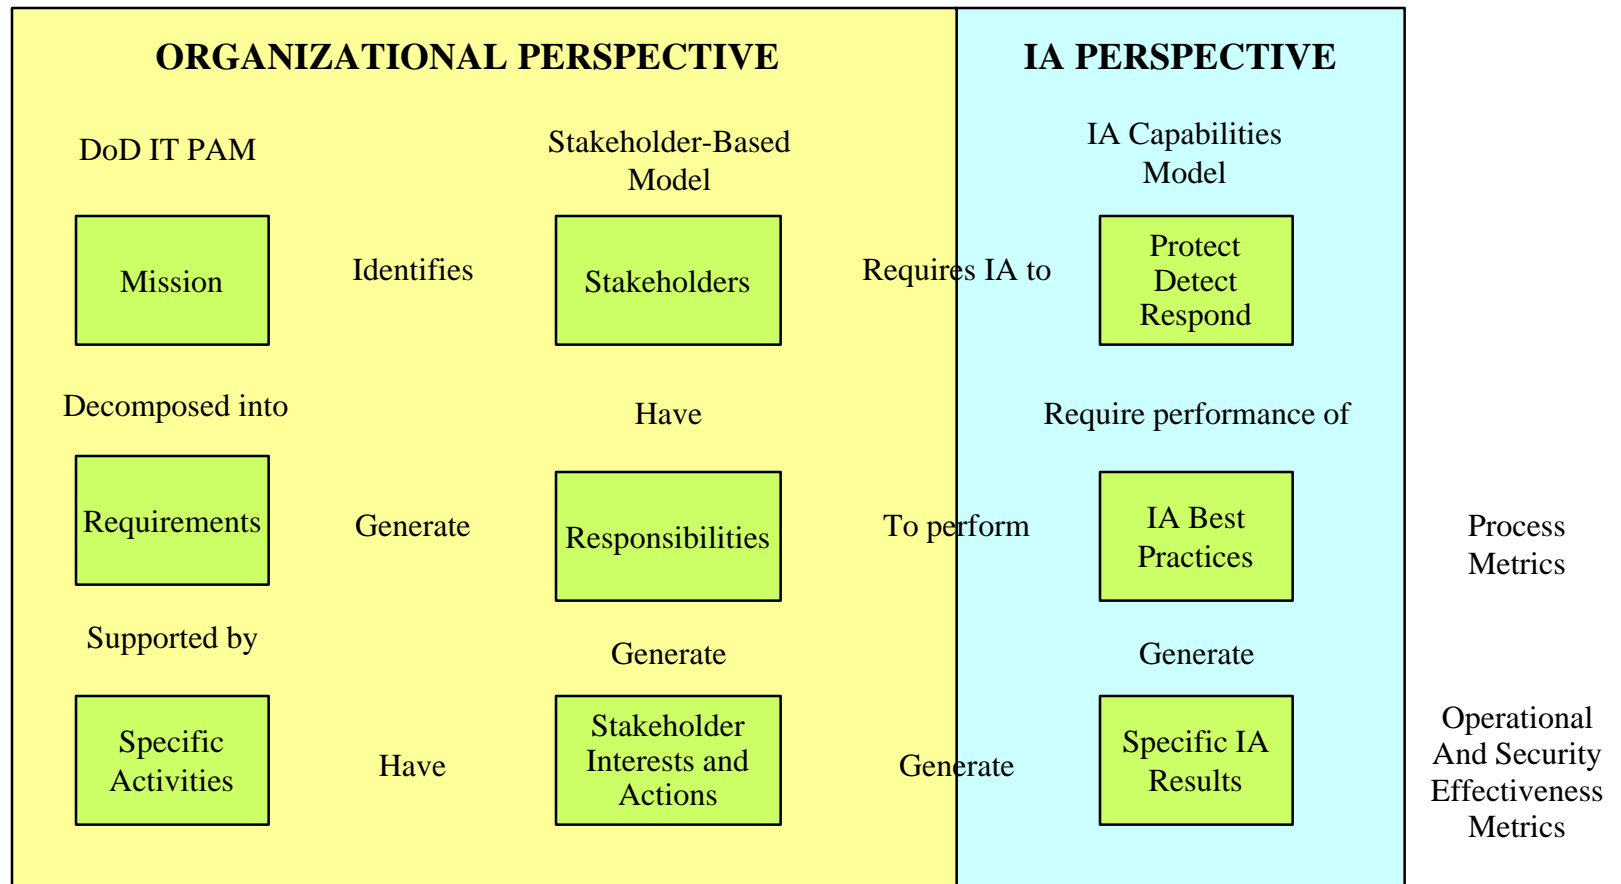 ORGANIZATIONAL PERSPECTIVE
IA PERSPECTIVE
DoD IT PAM
Stakeholder-Based
Model
IA Capabilities
Model
Mission
Identifies
Stakeholders
Requires IA to
Protect
Detect
Respond
Decomposed into
Have
Require performance of
Requirements
Generate
Responsibilities
To perform
IA Best
Practices
Process
Metrics
Supported by
Generate
Generate
Specific
Activities
Have
Stakeholder
Interests and
Actions
Generate
Specific IA
Results
Operational
And Security
Effectiveness
Metrics